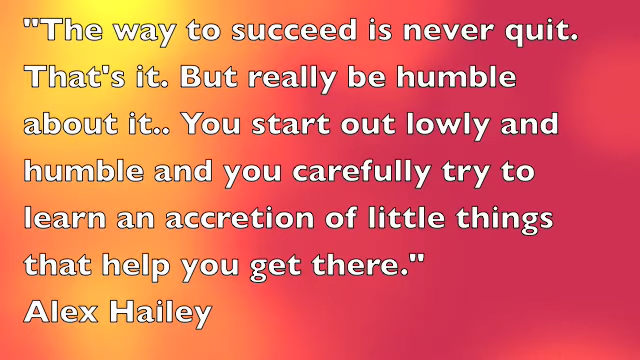 "The way to succeed is never quit.
That's it. But really be humble
about it.. You start out lowly and
humble and you carefully try to
learn an accretion of little things
that help you get there."
Alex Hailey